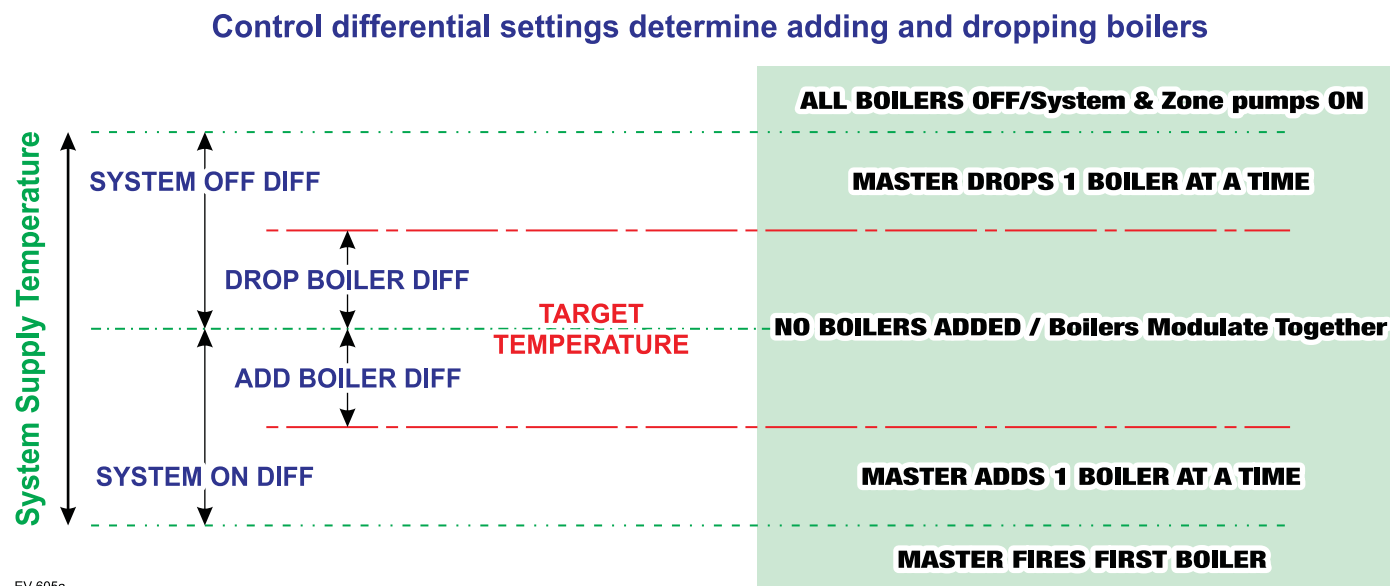 Control differential settings determine adding and dropping boilers
System Supply Temperature
ALL BOILERS OFF/System & Zone pumps ON
SYSTEM OFF DIFF
MASTER DROPS 1 BOILER AT A TIME
DROP BOILER DIFF
TARGET
TEMPERATURE
NO BOILERS ADDED / Boilers Modulate Together
ADD BOILER DIFF
SYSTEM ON DIFF
MASTER ADDS 1 BOILER AT A TIME
MASTER FIRES FIRST BOILER